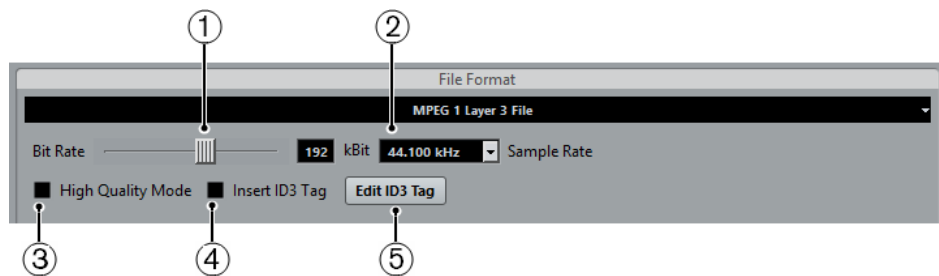 ① ②
File Format
MPEG 1 Layer 3 File
Bit Rate 192 kBit 44.100 kHz Sample Rate
High Quality Mode Insert ID3 Tag Edit ID3 Tag
③ ④ ⑤